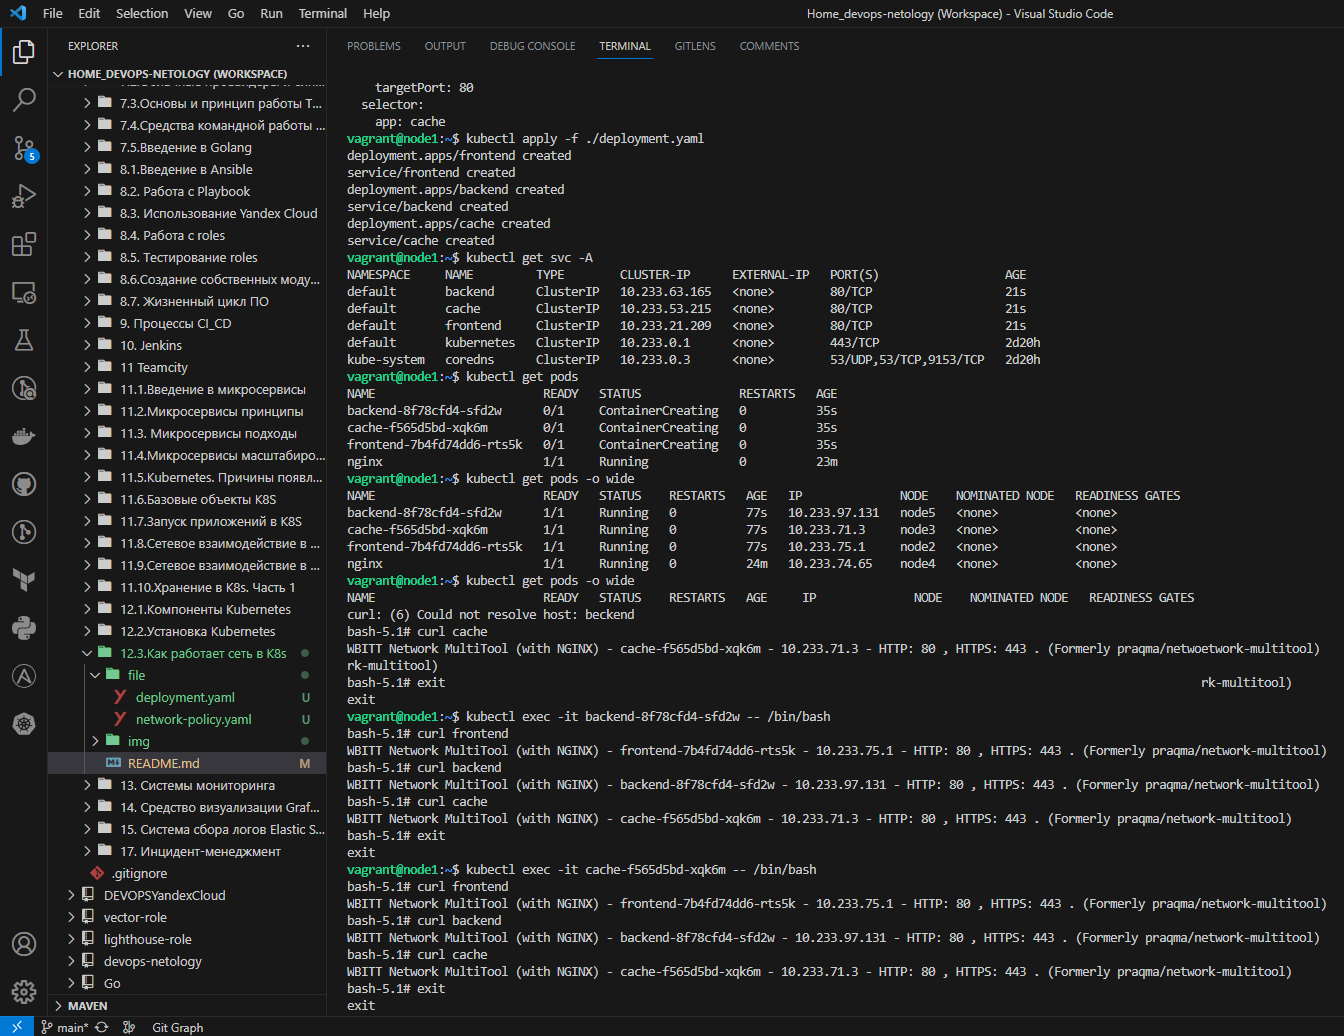 File Edit Selection View Go Run Terminal Help
Home_devops-netology (Workspace) - Visual Studio Code
EXPLORER
HOME_DEVOPS-NETOLOGY (WORKSPACE)
7.3.Основы и принцип работы T...
7.4.Средства командной работы ...
7.5.Введение в Golang
8.1.Введение в Ansible
8.2. Работа с Playbook
8.3. Использование Yandex Cloud
8.4. Работа с roles
8.5. Тестирование roles
8.6.Создание собственных моду...
8.7. Жизненный цикл ПО
9. Процессы CI_CD
10. Jenkins
11 Teamcity
11.1.Введение в микросервисы
11.2.Микросервисы принципы
11.3. Микросервисы подходы
11.4.Микросервисы масштабиро...
11.5.Kubernetes. Причины появл...
11.6.Базовые объекты K8S
11.7.Запуск приложений в K8S
11.8.Сетевое взаимодействие в ...
11.9.Сетевое взаимодействие в ...
11.10.Хранение в K8s. Часть 1
12.1.Компоненты Kubernetes
12.2.Установка Kubernetes
12.3.Как работает сеть в K8s
file
deployment.yaml U
network-policy.yaml U
img
README.md M
13. Системы мониторинга
14. Средство визуализации Graf...
15. Система сбора логов Elastic S...
17. Инцидент-менеджмент
.gitignore
DEVOPSYandexCloud
vector-role
lighthouse-role
devops-netology
Go
MAVEN
5
PROBLEMS OUTPUT DEBUG CONSOLE TERMINAL GITLENS COMMENTS
targetPort: 80
selector:
app: cache
vagrant@node1:~$ kubectl apply -f ./deployment.yaml
deployment.apps/frontend created
service/frontend created
deployment.apps/backend created
service/backend created
deployment.apps/cache created
service/cache created
vagrant@node1:~$ kubectl get svc -A
NAMESPACE NAME TYPE CLUSTER-IP EXTERNAL-IP PORT(S) AGE
default backend ClusterIP 10.233.63.165 <none> 80/TCP 21s
default cache ClusterIP 10.233.53.215 <none> 80/TCP 21s
default frontend ClusterIP 10.233.21.209 <none> 80/TCP 21s
default kubernetes ClusterIP 10.233.0.1 <none> 443/TCP 2d20h
kube-system coredns ClusterIP 10.233.0.3 <none> 53/UDP,53/TCP,9153/TCP 2d20h
vagrant@node1:~$ kubectl get pods
NAME READY STATUS RESTARTS AGE
backend-8f78cfd4-sfd2w 0/1 ContainerCreating 0 35s
cache-f565d5bd-xqk6m 0/1 ContainerCreating 0 35s
frontend-7b4fd74dd6-rts5k 0/1 ContainerCreating 0 35s
nginx 1/1 Running 0 23m
vagrant@node1:~$ kubectl get pods -o wide
NAME READY STATUS RESTARTS AGE IP NODE NOMINATED NODE READINESS GATES
backend-8f78cfd4-sfd2w 1/1 Running 0 77s 10.233.97.131 node5 <none> <none>
cache-f565d5bd-xqk6m 1/1 Running 0 77s 10.233.71.3 node3 <none> <none>
frontend-7b4fd74dd6-rts5k 1/1 Running 0 77s 10.233.75.1 node2 <none> <none>
nginx 1/1 Running 0 24m 10.233.74.65 node4 <none> <none>
vagrant@node1:~$ kubectl get pods -o wide
NAME READY STATUS RESTARTS AGE IP NODE NOMINATED NODE READINESS GATES
curl: (6) Could not resolve host: beckend
bash-5.1# curl cache
WBITT Network MultiTool (with NGINX) - cache-f565d5bd-xqk6m - 10.233.71.3 - HTTP: 80 , HTTPS: 443 . (Formerly praqma/netwoetwork-multitool)
rk-multitool)
bash-5.1# exit rk-multitool)
exit
vagrant@node1:~$ kubectl exec -it backend-8f78cfd4-sfd2w -- /bin/bash
bash-5.1# curl frontend
WBITT Network MultiTool (with NGINX) - frontend-7b4fd74dd6-rts5k - 10.233.75.1 - HTTP: 80 , HTTPS: 443 . (Formerly praqma/network-multitool)
bash-5.1# curl backend
WBITT Network MultiTool (with NGINX) - backend-8f78cfd4-sfd2w - 10.233.97.131 - HTTP: 80 , HTTPS: 443 . (Formerly praqma/network-multitool)
bash-5.1# curl cache
WBITT Network MultiTool (with NGINX) - cache-f565d5bd-xqk6m - 10.233.71.3 - HTTP: 80 , HTTPS: 443 . (Formerly praqma/network-multitool)
bash-5.1# exit
exit
vagrant@node1:~$ kubectl exec -it cache-f565d5bd-xqk6m -- /bin/bash
bash-5.1# curl frontend
WBITT Network MultiTool (with NGINX) - frontend-7b4fd74dd6-rts5k - 10.233.75.1 - HTTP: 80 , HTTPS: 443 . (Formerly praqma/network-multitool)
bash-5.1# curl backend
WBITT Network MultiTool (with NGINX) - backend-8f78cfd4-sfd2w - 10.233.97.131 - HTTP: 80 , HTTPS: 443 . (Formerly praqma/network-multitool)
bash-5.1# curl cache
WBITT Network MultiTool (with NGINX) - cache-f565d5bd-xqk6m - 10.233.71.3 - HTTP: 80 , HTTPS: 443 . (Formerly praqma/network-multitool)
bash-5.1# exit
exit
main* Git Graph